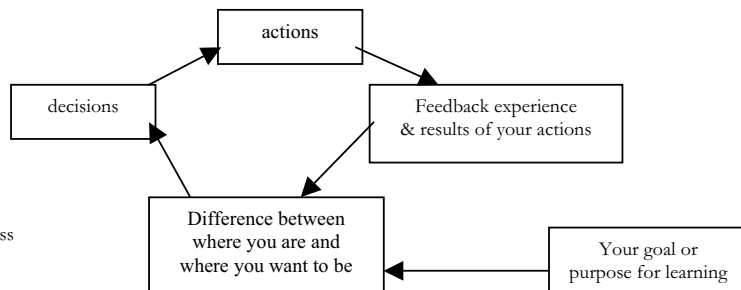 actions
decisions
Feedback experience
& results of your actions
Difference between
where you are and
where you want to be
Your goal or
purpose for learning